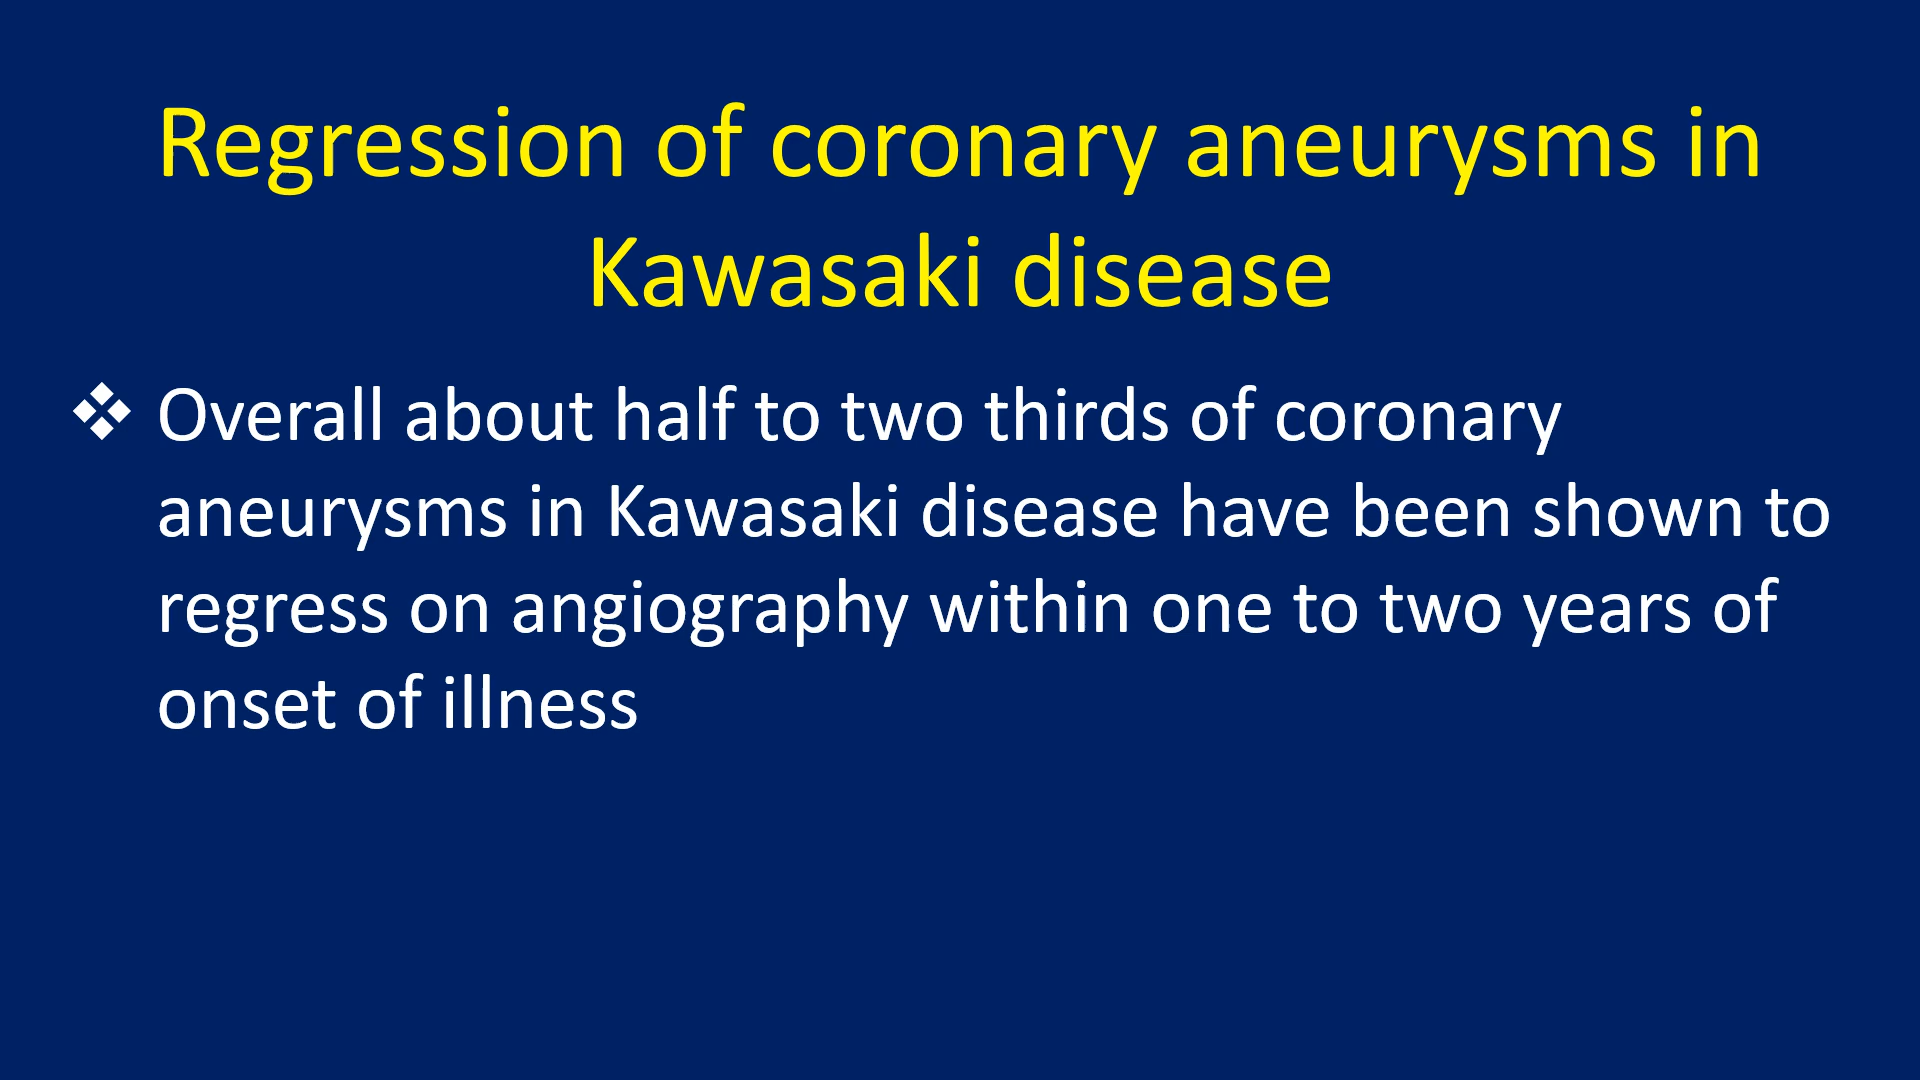 Regression of coronary aneurysms in
Kawasaki disease
❖ Overall about half to two thirds of coronary
aneurysms in Kawasaki disease have been shown to
regress on angiography within one to two years of
onset of illness